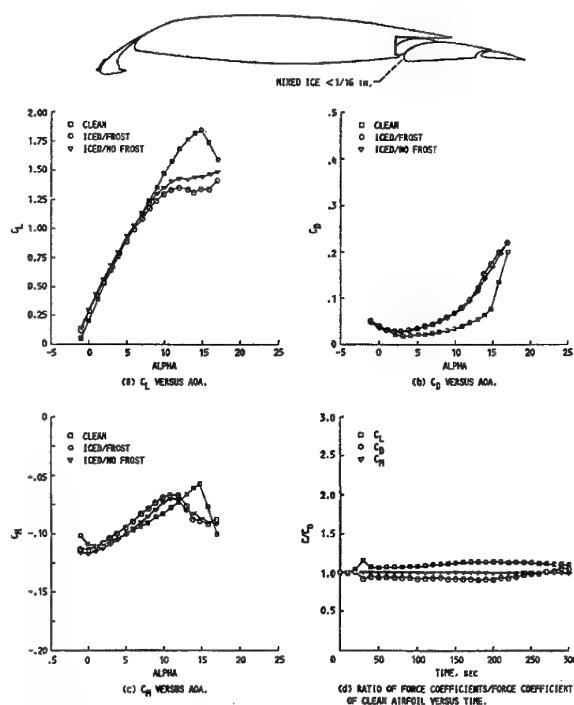 MIXED ICE <1/16 in.
2.00
1.75
1.50
1.25
1.00
0.75
0.50
0.25
C_L
□ CLEAN
○ ICED/FROST
▽ ICED/NO FROST
-5 0 5 10 15 20 25
ALPHA
(a) C_L VERSUS AOA.
.5
.4
.3
.2
.1
0
C_D
□ CLEAN
○ ICED/FROST
▽ ICED/NO FROST
-5 0 5 10 15 20 25
ALPHA
(b) C_D VERSUS AOA.
-0
-.05
-.10
-.15
-.20
C_M
□ CLEAN
○ ICED/FROST
▽ ICED/NO FROST
-5 0 5 10 15 20 25
ALPHA
(c) C_M VERSUS AOA.
3.0
2.5
2.0
1.5
1.0
0.5
C/C_O
□ C_L
○ C_D
▽ C_M
0 50 100 150 200 250 300
TIME, sec
(d) RATIO OF FORCE COEFFICIENTS/FORCE COEFFICIENT
OF CLEAN AIRFOIL VERSUS TIME.